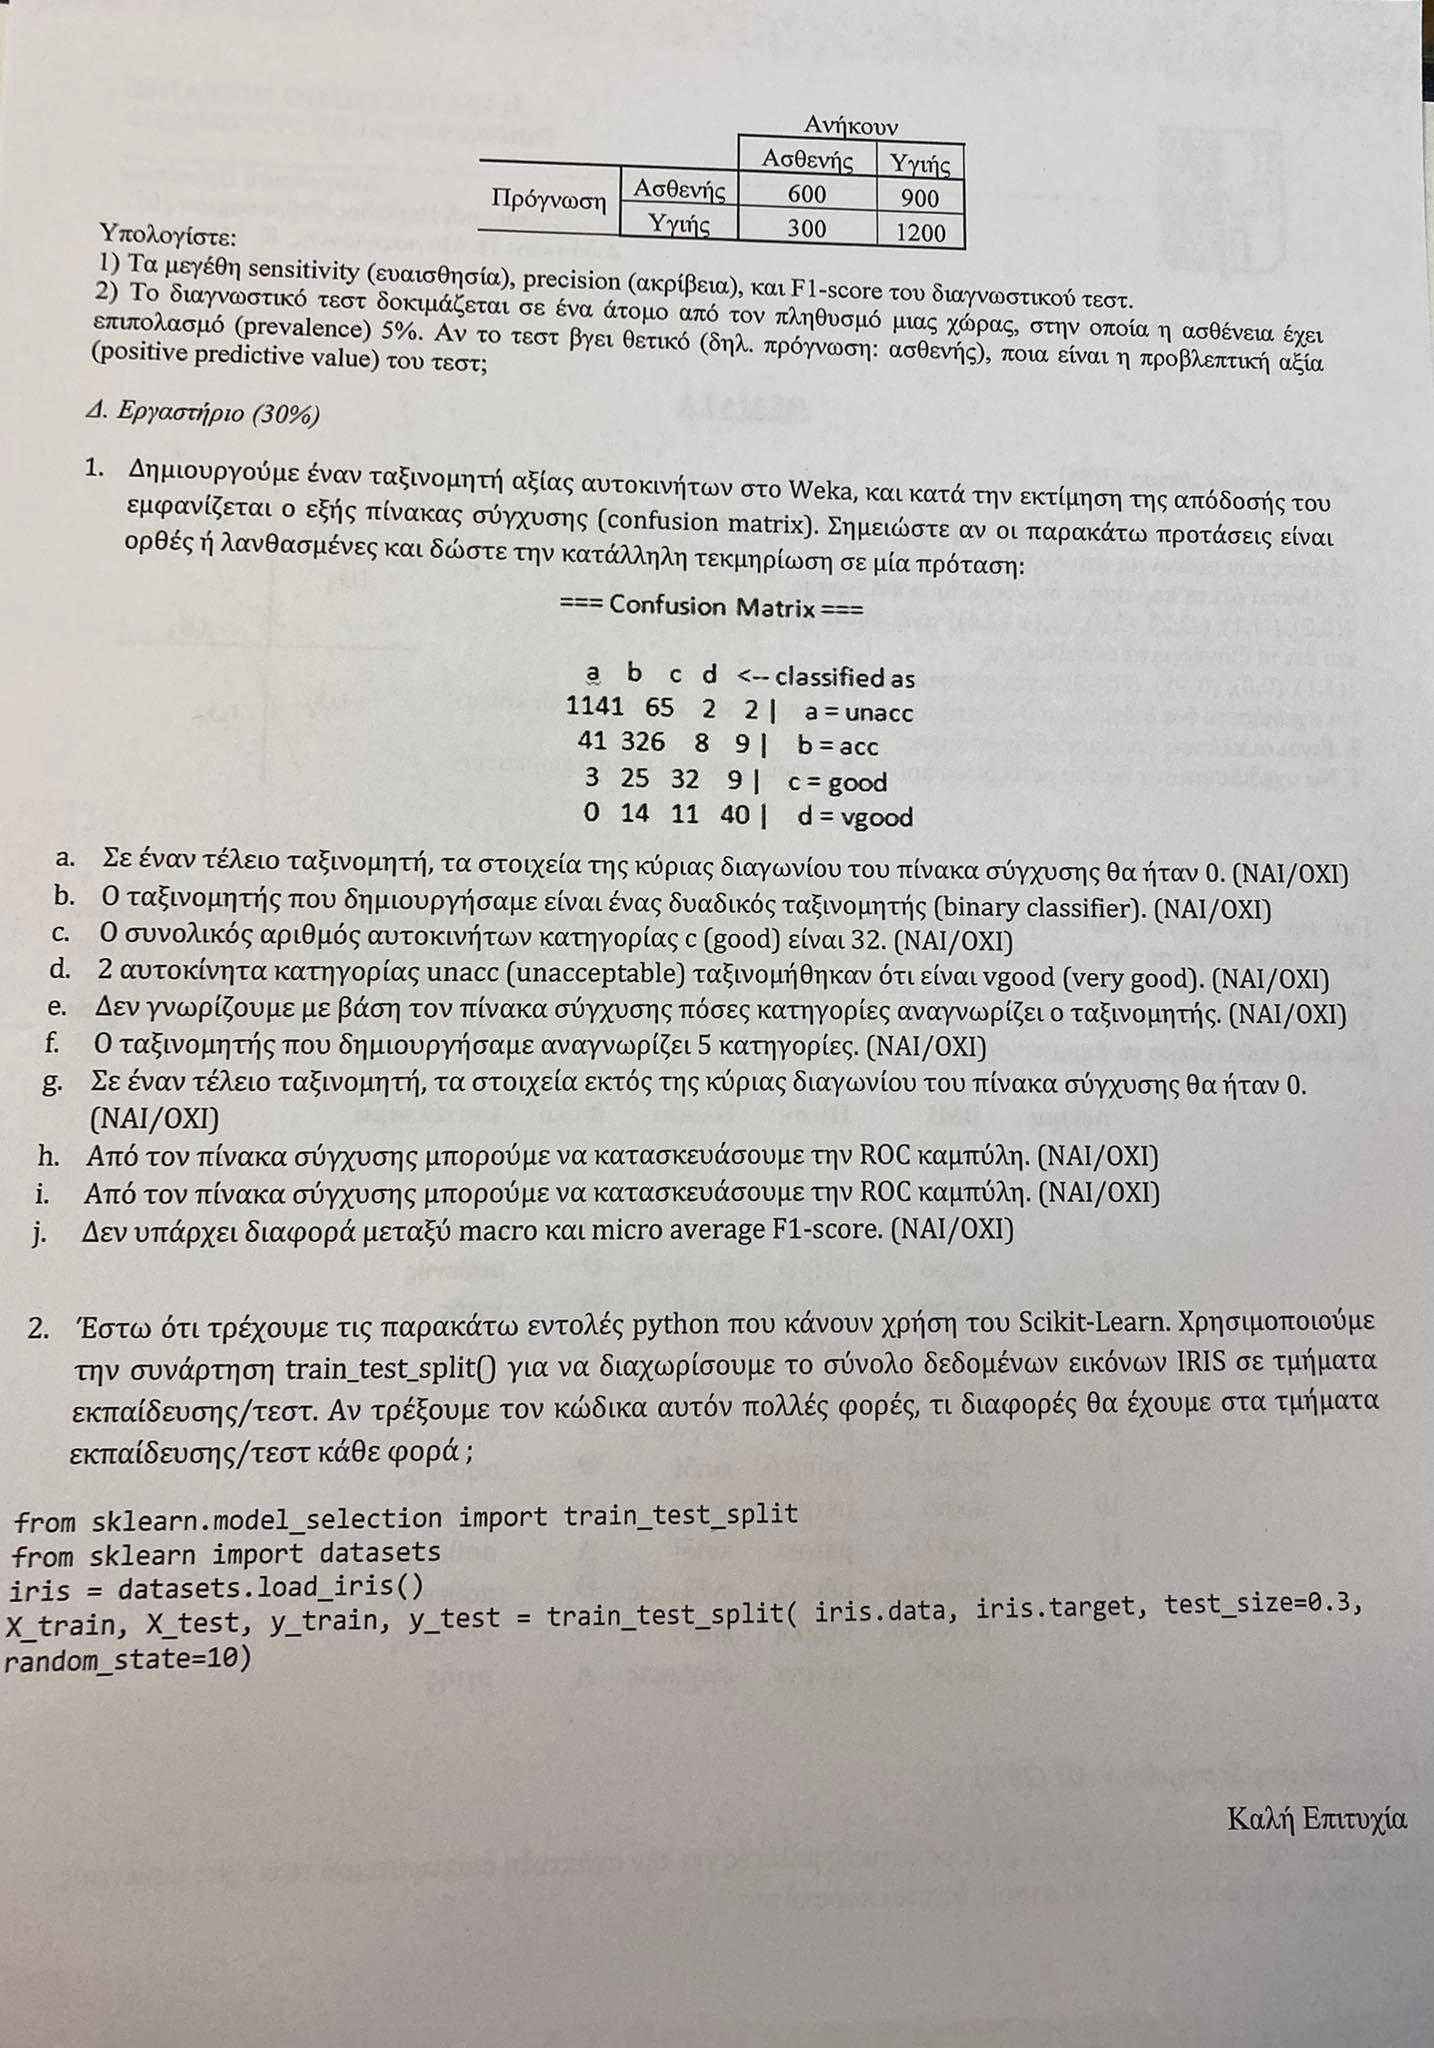 Ανήκουν
Ασθενής Υγιής
Πρόγνωση Ασθενής 600 900
Υγιής 300 1200
Υπολογίστε:
1) Τα μεγέθη sensitivity (ευαισθησία), precision (ακρίβεια), και F1-score του διαγνωστικού τεστ.
2) Το διαγνωστικό τεστ δοκιμάζεται σε ένα άτομο από τον πληθυσμό μιας χώρας, στην οποία η ασθένεια έχει
επιπολασμό (prevalence) 5%. Αν το τεστ βγει θετικό (δηλ. πρόγνωση: ασθενής), ποια είναι η προβλεπτική αξία
(positive predictive value) του τεστ;
Δ. Εργαστήριο (30%)
1. Δημιουργούμε έναν ταξινομητή αξίας αυτοκινήτων στο Weka, και κατά την εκτίμηση της απόδοσής του
εμφανίζεται ο εξής πίνακας σύγχυσης (confusion matrix). Σημειώστε αν οι παρακάτω προτάσεις είναι
ορθές ή λανθασμένες και δώστε την κατάλληλη τεκμηρίωση σε μία πρόταση:
=== Confusion Matrix ===
a b c d <-- classified as
1141 65 2 2 | a = unacc
41 326 8 9 | b = acc
3 25 32 9 | c = good
0 14 11 40 | d = vgood
a. Σε έναν τέλειο ταξινομητή, τα στοιχεία της κύριας διαγωνίου του πίνακα σύγχυσης θα ήταν 0. (ΝΑΙ/ΟΧΙ)
b. Ο ταξινομητής που δημιουργήσαμε είναι ένας δυαδικός ταξινομητής (binary classifier). (ΝΑΙ/ΟΧΙ)
c. Ο συνολικός αριθμός αυτοκινήτων κατηγορίας c (good) είναι 32. (ΝΑΙ/ΟΧΙ)
d. 2 αυτοκίνητα κατηγορίας unacc (unacceptable) ταξινομήθηκαν ότι είναι vgood (very good). (ΝΑΙ/ΟΧΙ)
e. Δεν γνωρίζουμε με βάση τον πίνακα σύγχυσης πόσες κατηγορίες αναγνωρίζει ο ταξινομητής. (ΝΑΙ/ΟΧΙ)
f. Ο ταξινομητής που δημιουργήσαμε αναγνωρίζει 5 κατηγορίες. (ΝΑΙ/ΟΧΙ)
g. Σε έναν τέλειο ταξινομητή, τα στοιχεία εκτός της κύριας διαγωνίου του πίνακα σύγχυσης θα ήταν 0.
(ΝΑΙ/ΟΧΙ)
h. Από τον πίνακα σύγχυσης μπορούμε να κατασκευάσουμε την ROC καμπύλη. (ΝΑΙ/ΟΧΙ)
i. Από τον πίνακα σύγχυσης μπορούμε να κατασκευάσουμε την ROC καμπύλη. (ΝΑΙ/ΟΧΙ)
j. Δεν υπάρχει διαφορά μεταξύ macro και micro average F1-score. (ΝΑΙ/ΟΧΙ)
2. Έστω ότι τρέχουμε τις παρακάτω εντολές python που κάνουν χρήση του Scikit-Learn. Χρησιμοποιούμε
την συνάρτηση train_test_split() για να διαχωρίσουμε το σύνολο δεδομένων εικόνων IRIS σε τμήματα
εκπαίδευσης/τεστ. Αν τρέξουμε τον κώδικα αυτόν πολλές φορές, τι διαφορές θα έχουμε στα τμήματα
εκπαίδευσης/τεστ κάθε φορά ;
from sklearn.model_selection import train_test_split
from sklearn import datasets
iris = datasets.load_iris()
X_train, X_test, y_train, y_test = train_test_split( iris.data, iris.target, test_size=0.3,
random_state=10)
Καλή Επιτυχία